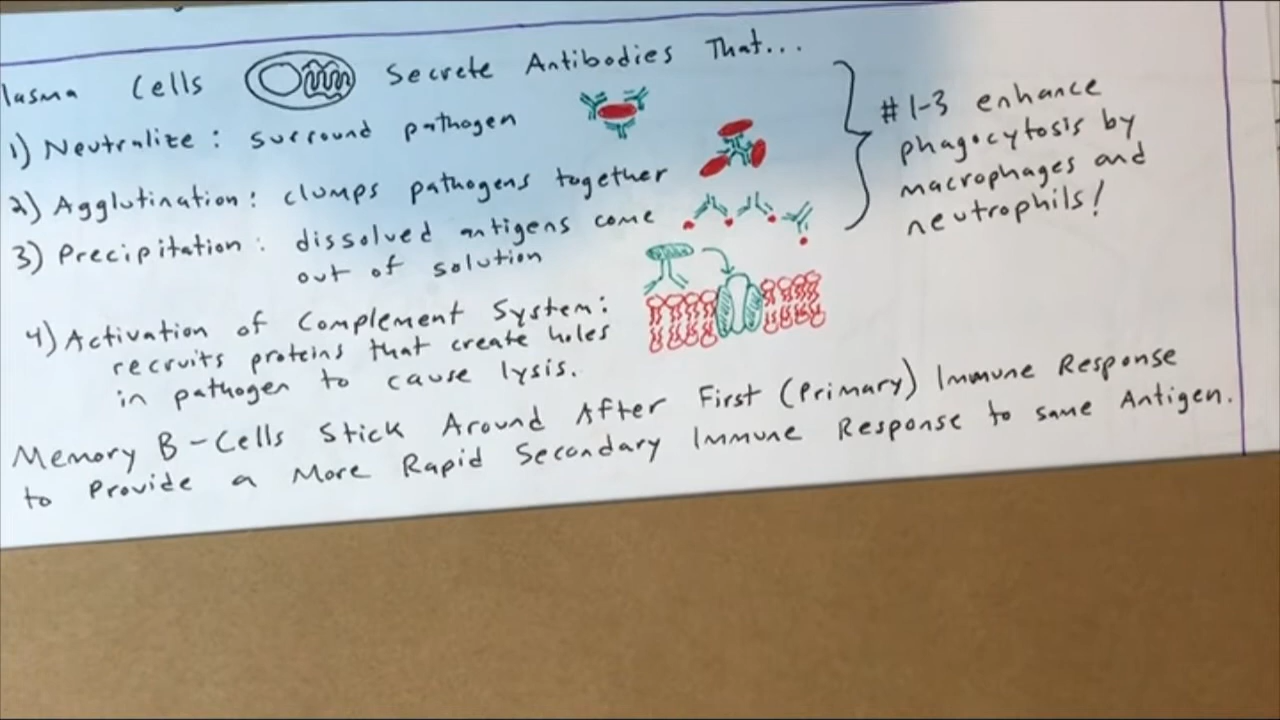 lasma Cells Secrete Antibodies That...
1) Neutralize: surround pathogen
2) Agglutination: clumps pathogens together
3) Precipitation: dissolved antigens come
out of solution
#1-3 enhance
phagocytosis by
macrophages and
neutrophils!
4) Activation of Complement System:
recruits proteins that create holes
in pathogen to cause lysis.
Memory B-Cells Stick Around After First (Primary) Immune Response
to Provide a More Rapid Secondary Immune Response to same Antigen.